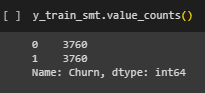 [ ] y_train_smt.value_counts()
0    3760
1    3760
Name: Churn, dtype: int64